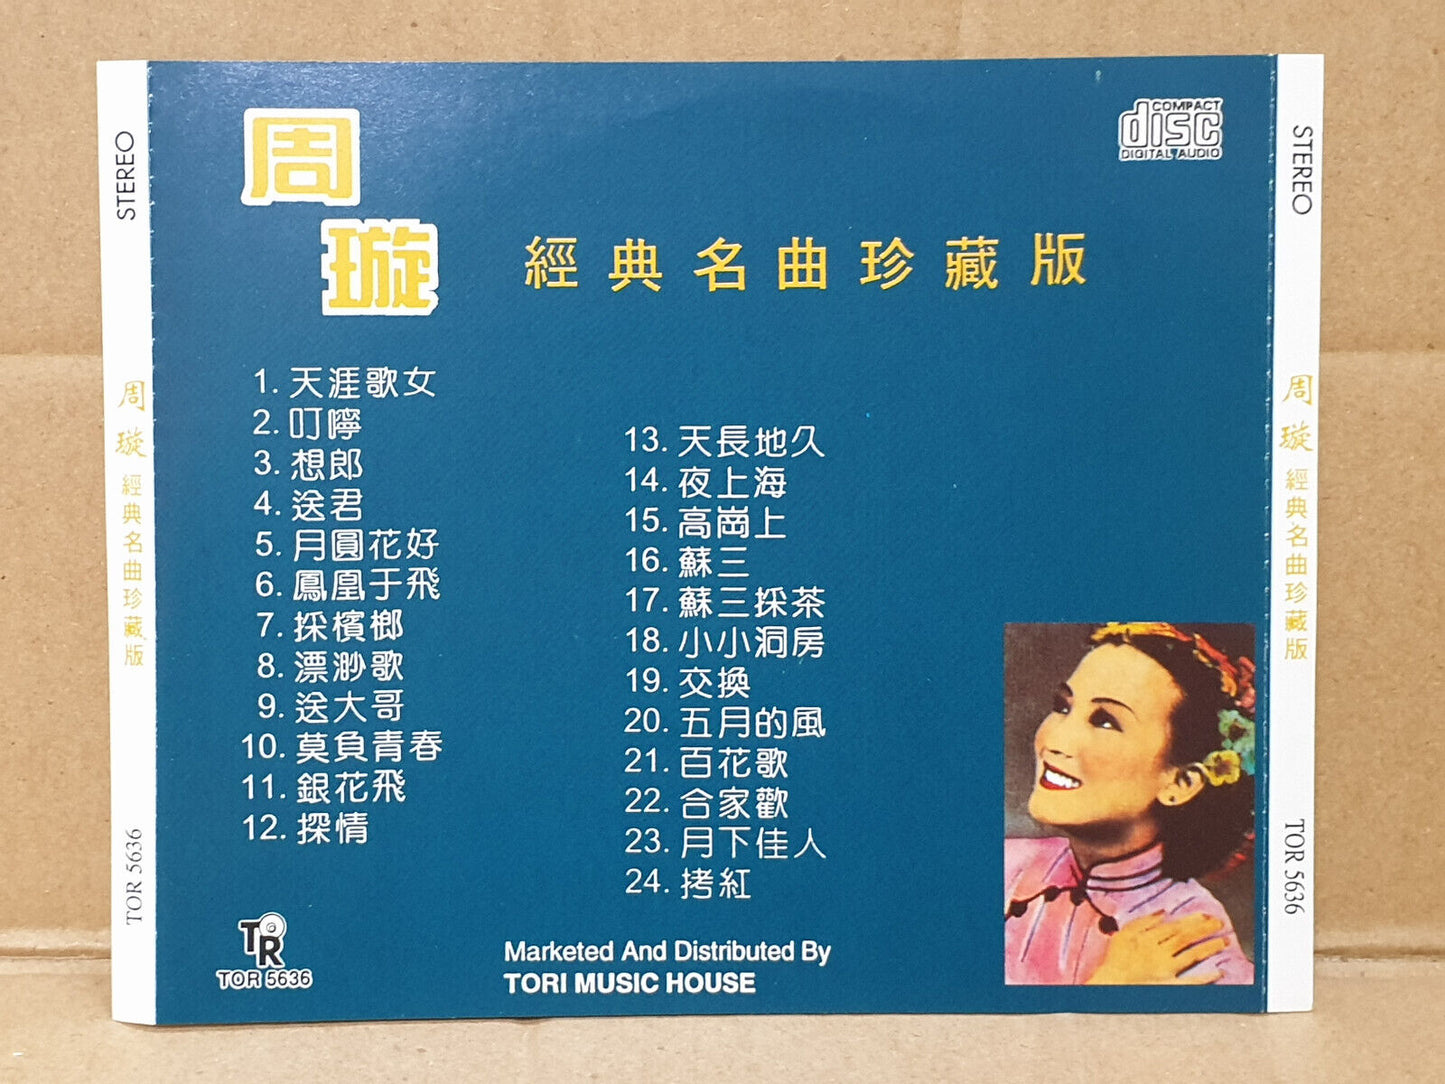 周
璇
經典名曲珍藏版
COMPACT
disc
DIGITAL AUDIO
1. 天涯歌女
2. 叮嚀
3. 想郎
4. 送君
5. 月圓花好
6. 鳳凰于飛
7. 採檳榔
8. 漂渺歌
9. 送大哥
10. 莫負青春
11. 銀花飛
12. 探情
13. 天長地久
14. 夜上海
15. 高崗上
16. 蘇三
17. 蘇三採茶
18. 小小洞房
19. 交換
20. 五月的風
21. 百花歌
22. 合家歡
23. 月下佳人
24. 拷紅
TOR
TOR 5636
Marketed And Distributed By
TORI MUSIC HOUSE
STEREO
周璇 經典名曲珍藏版
TOR 5636
STEREO
周璇 經典名曲珍藏版
TOR 5636